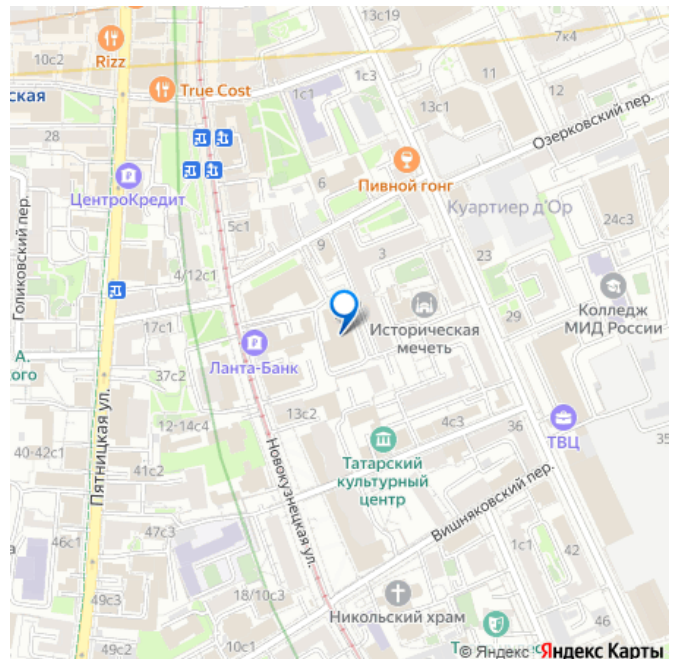 13с19
7к4
10с2
Rizz
1с3
11
True Cost
12
ская
1с1
13с1
28
Озерковский пер.
ЦентроКредит
6
Пивной гонг
Куартиер д'Ор
5с1
24с3
Голиковский пер.
9
3
23
4/12с1
Колледж
МИД России
17с1
Историческая
мечеть
29
А.
кого
Ланта-Банк
37с2
Пятницкая ул.
13с2
4с3
36
ТВЦ
35
12-14с4
40-42с1
41с2
Новокузнецкая ул.
Татарский
культурный
центр
Вишняковский пер.
47с3
46с1
1с1
42
49с3
18/10с3
Никольский храм
46
49с2
10с1
© Яндекс
Яндекс Карты